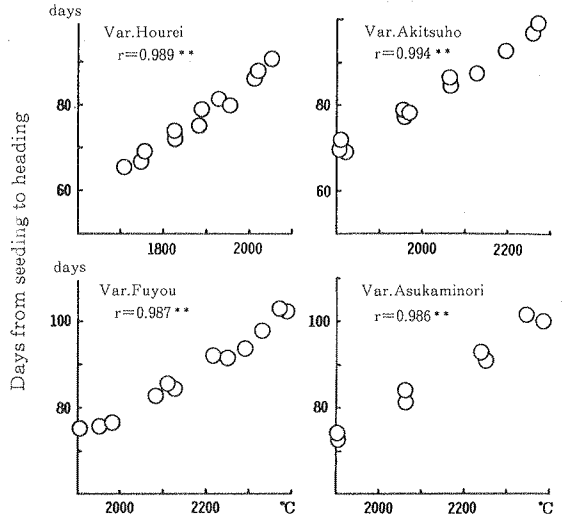 days
Var.Hourei
r=0.989 **
80
60
1800
2000
Var.Akitsuho
r=0.994 **
80
60
2000
2200
Days from seeding to heading
days
Var.Fuyou
r=0.987 **
100
80
2000
2200
°C
Var.Asukaminori
r=0.986 **
100
80
2000
2200
°C